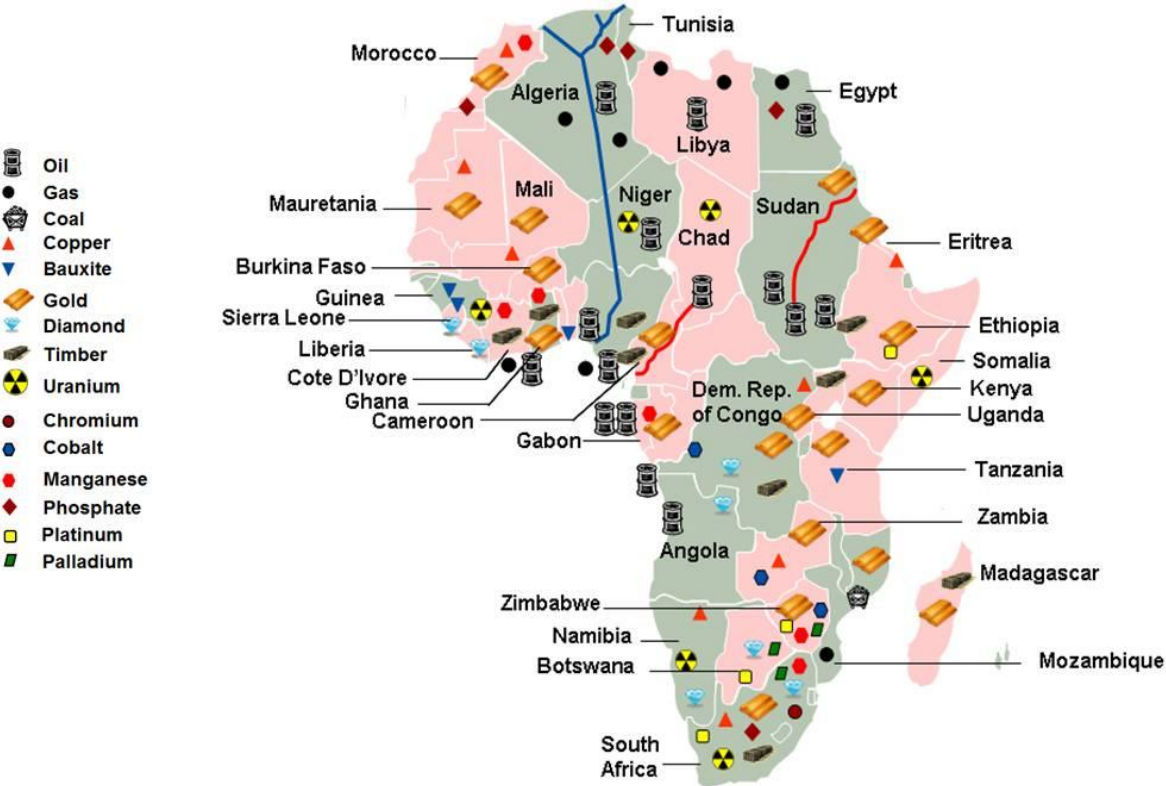 Tunisia
Morocco
Algeria
Egypt
Libya
Mali
Niger
Mauretania
Sudan
Chad
Eritrea
Burkina Faso
Guinea
Sierra Leone
Ethiopia
Liberia
Somalia
Cote D'Ivore
Kenya
Dem. Rep.
of Congo
Ghana
Uganda
Cameroon
Gabon
Tanzania
Zambia
Angola
Madagascar
Zimbabwe
Namibia
Botswana
Mozambique
South
Africa
Oil
Gas
Coal
Copper
Bauxite
Gold
Diamond
Timber
Uranium
Chromium
Cobalt
Manganese
Phosphate
Platinum
Palladium